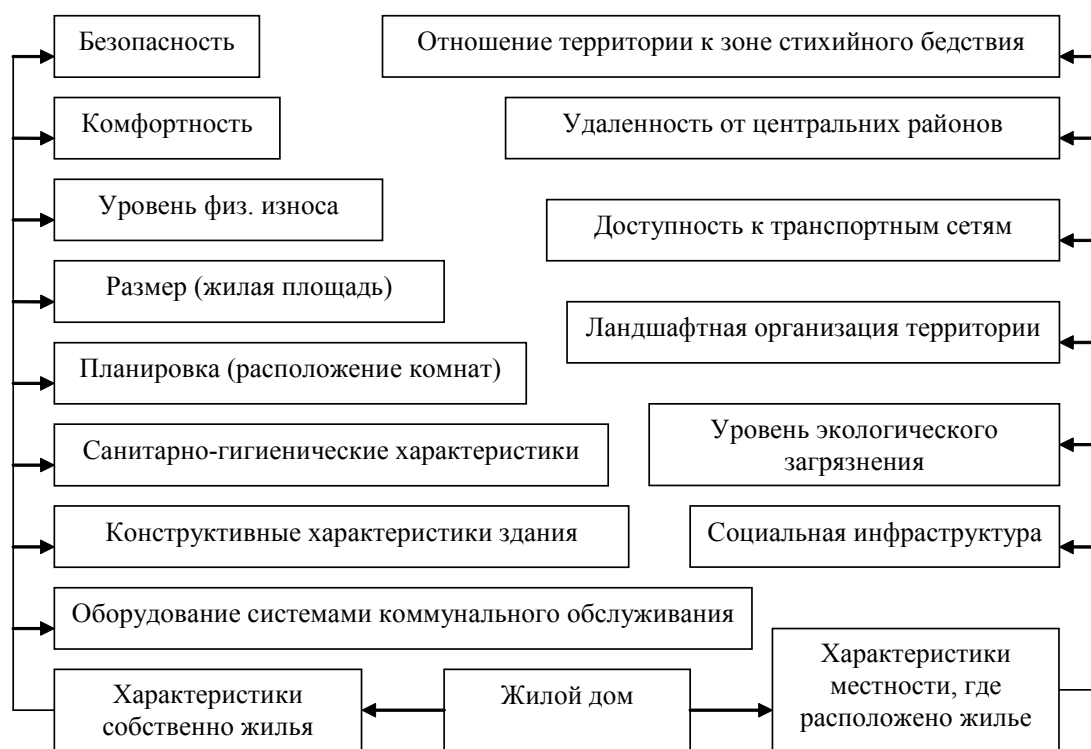 Безопасность
Отношение территории к зоне стихийного бедствия
Комфортность
Удаленность от центральних районов
Уровень физ. износа
Доступность к транспортным сетям
Размер (жилая площадь)
Ландшафтная организация территории
Планировка (расположение комнат)
Уровень экологического
загрязнения
Санитарно-гигиенические характеристики
Конструктивные характеристики здания
Социальная инфраструктура
Оборудование системами коммунального обслуживания
Характеристики
собственно жилья
Жилой дом
Характеристики
местности, где
расположено жилье